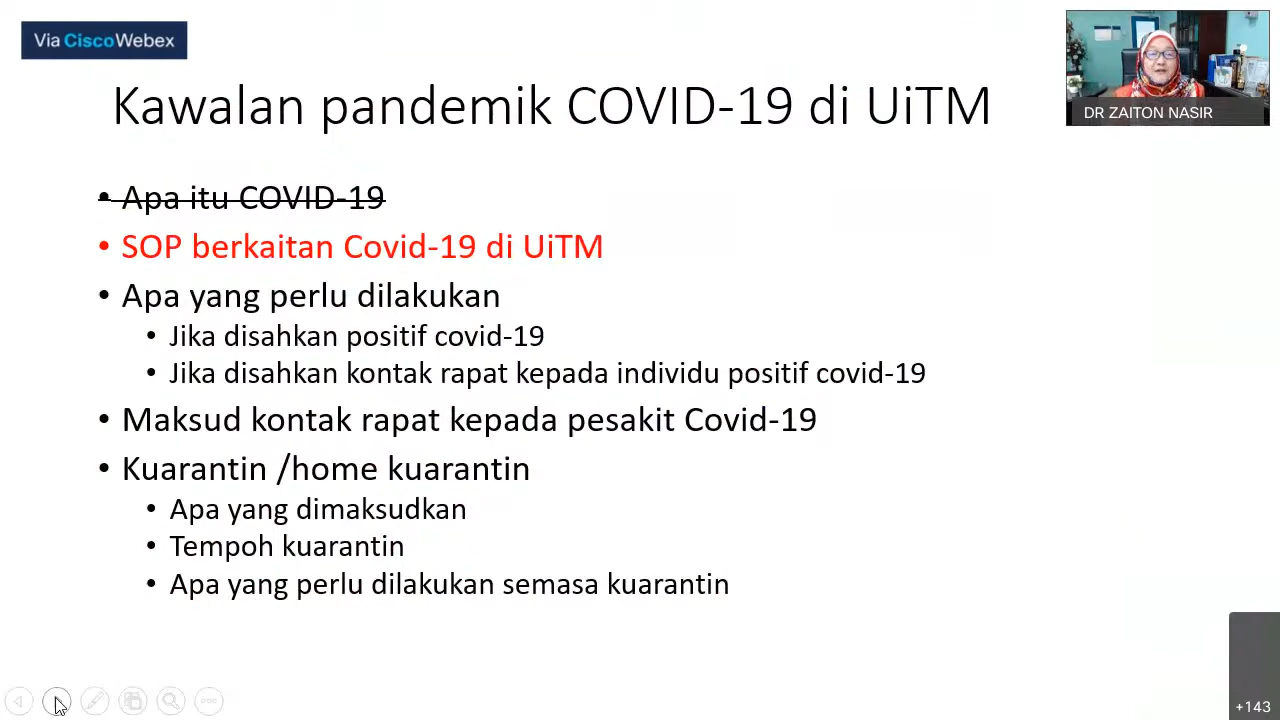 Via CiscoWebex
DR ZAITON NASIR
Kawalan pandemik COVID-19 di UiTM
• Apa itu COVID-19
• SOP berkaitan Covid-19 di UiTM
• Apa yang perlu dilakukan
• Jika disahkan positif covid-19
• Jika disahkan kontak rapat kepada individu positif covid-19
• Maksud kontak rapat kepada pesakit Covid-19
• Kuarantin /home kuarantin
• Apa yang dimaksudkan
• Tempoh kuarantin
• Apa yang perlu dilakukan semasa kuarantin
+143